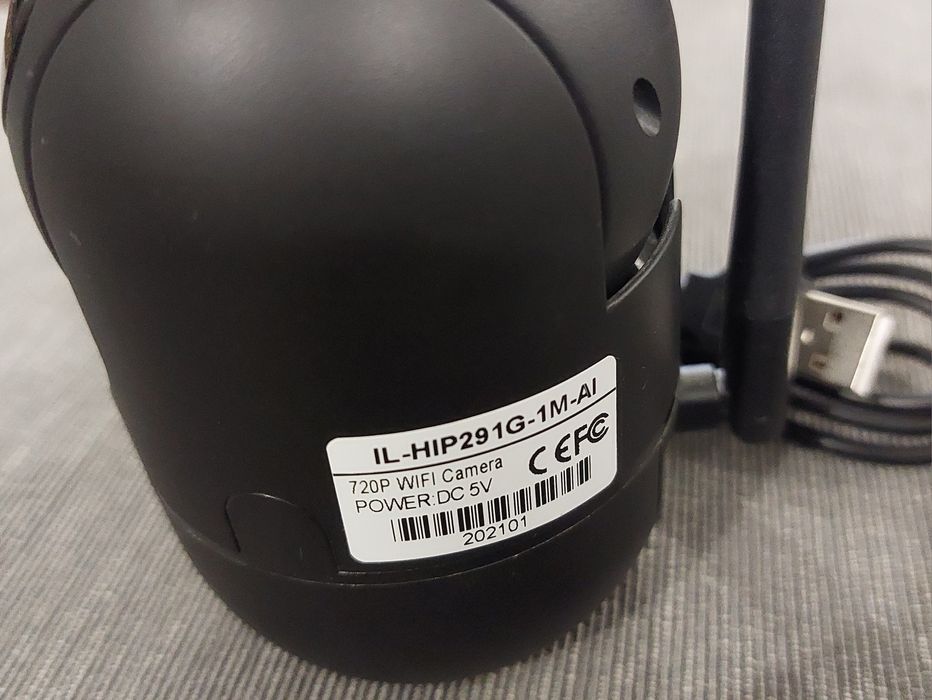 IL-HIP291G-1M-AI
720P WIFI Camera
POWER:DC 5V
CE FC
202101